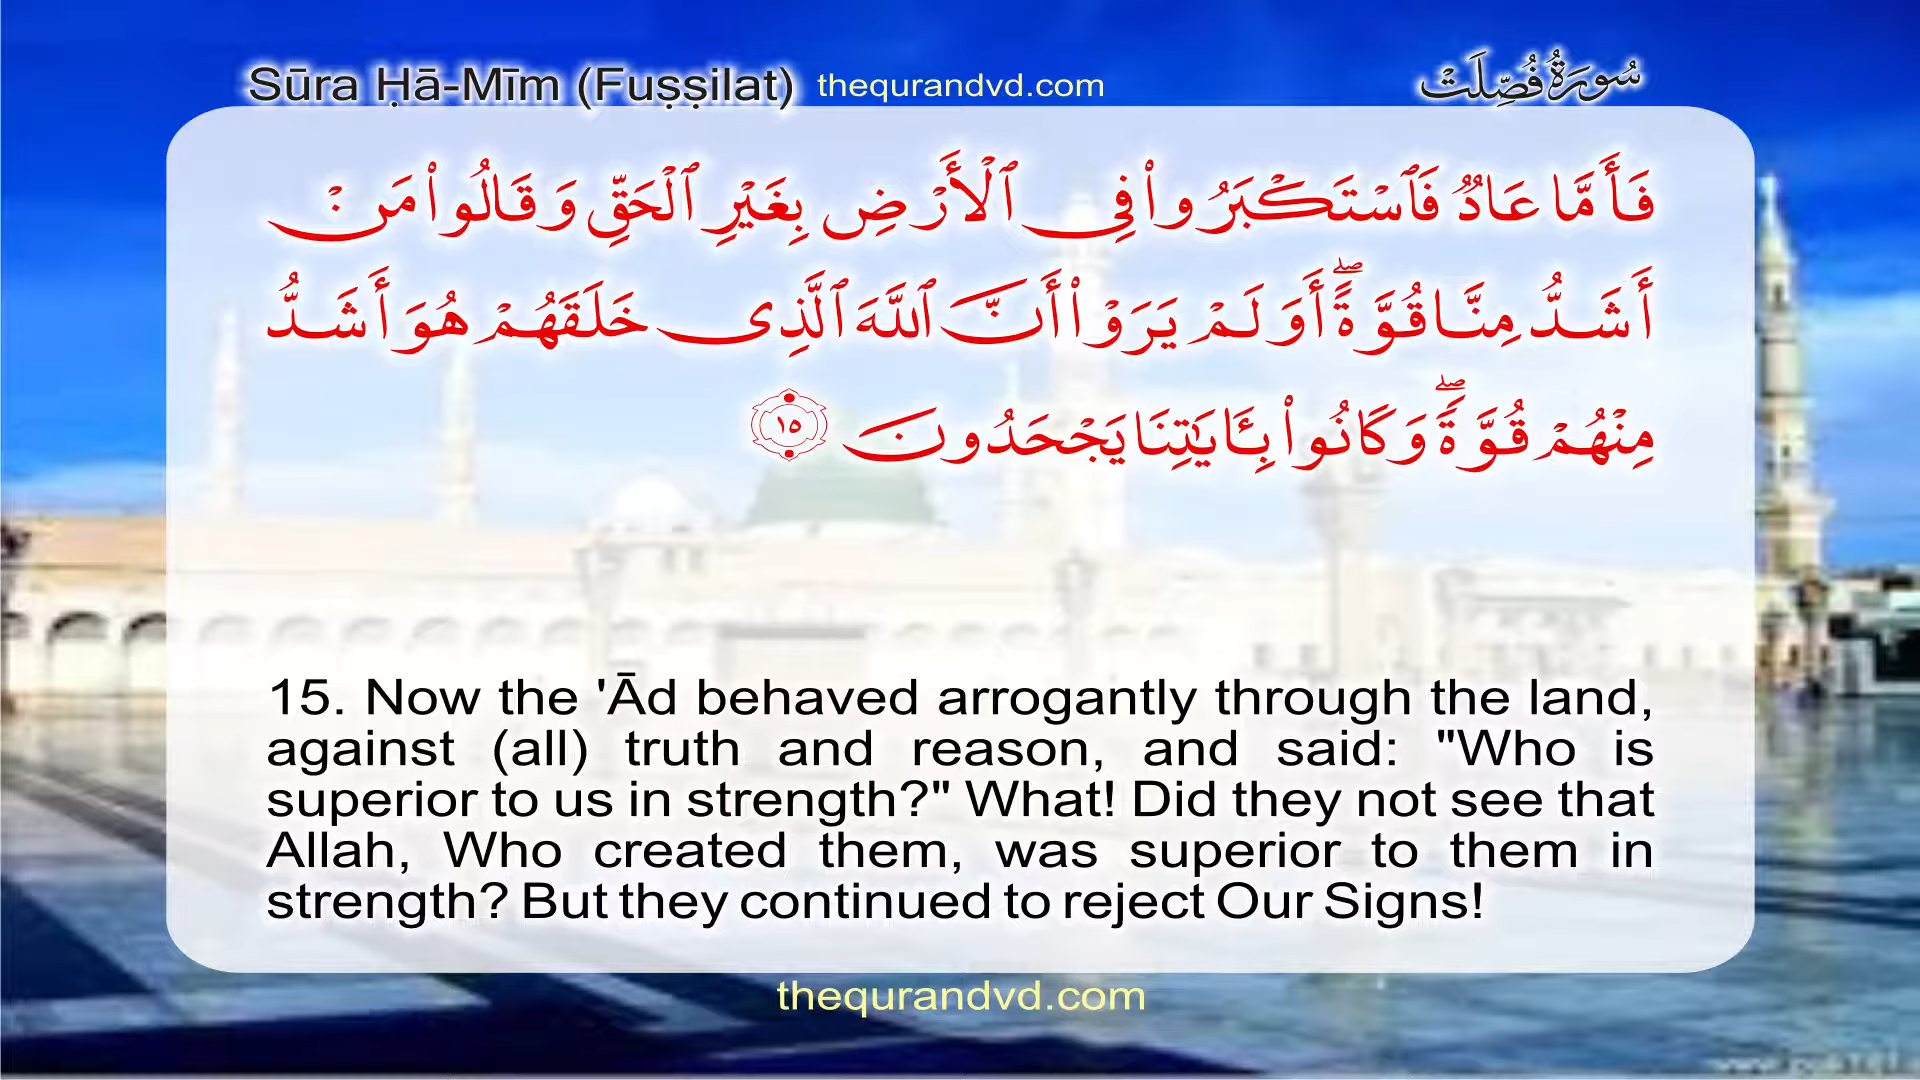 Sūra Ḥā-Mīm (Fuṣṣilat) thequrandvd.com سُورَةُ فُصِّلَتْ
فَأَمَّا عَادٌ فَٱسْتَكْبَرُوا۟ فِى ٱلْأَرْضِ بِغَيْرِ ٱلْحَقِّ وَقَالُوا۟ مَنْ
أَشَدُّ مِنَّا قُوَّةً ۖ أَوَلَمْ يَرَوْا۟ أَنَّ ٱللَّهَ ٱلَّذِى خَلَقَهُمْ هُوَ أَشَدُّ
مِنْهُمْ قُوَّةً ۖ وَكَانُوا۟ بِـَٔايَـٰتِنَا يَجْحَدُونَ ١٥
15. Now the 'Ād behaved arrogantly through the land,
against (all) truth and reason, and said: "Who is
superior to us in strength?" What! Did they not see that
Allah, Who created them, was superior to them in
strength? But they continued to reject Our Signs!
thequrandvd.com